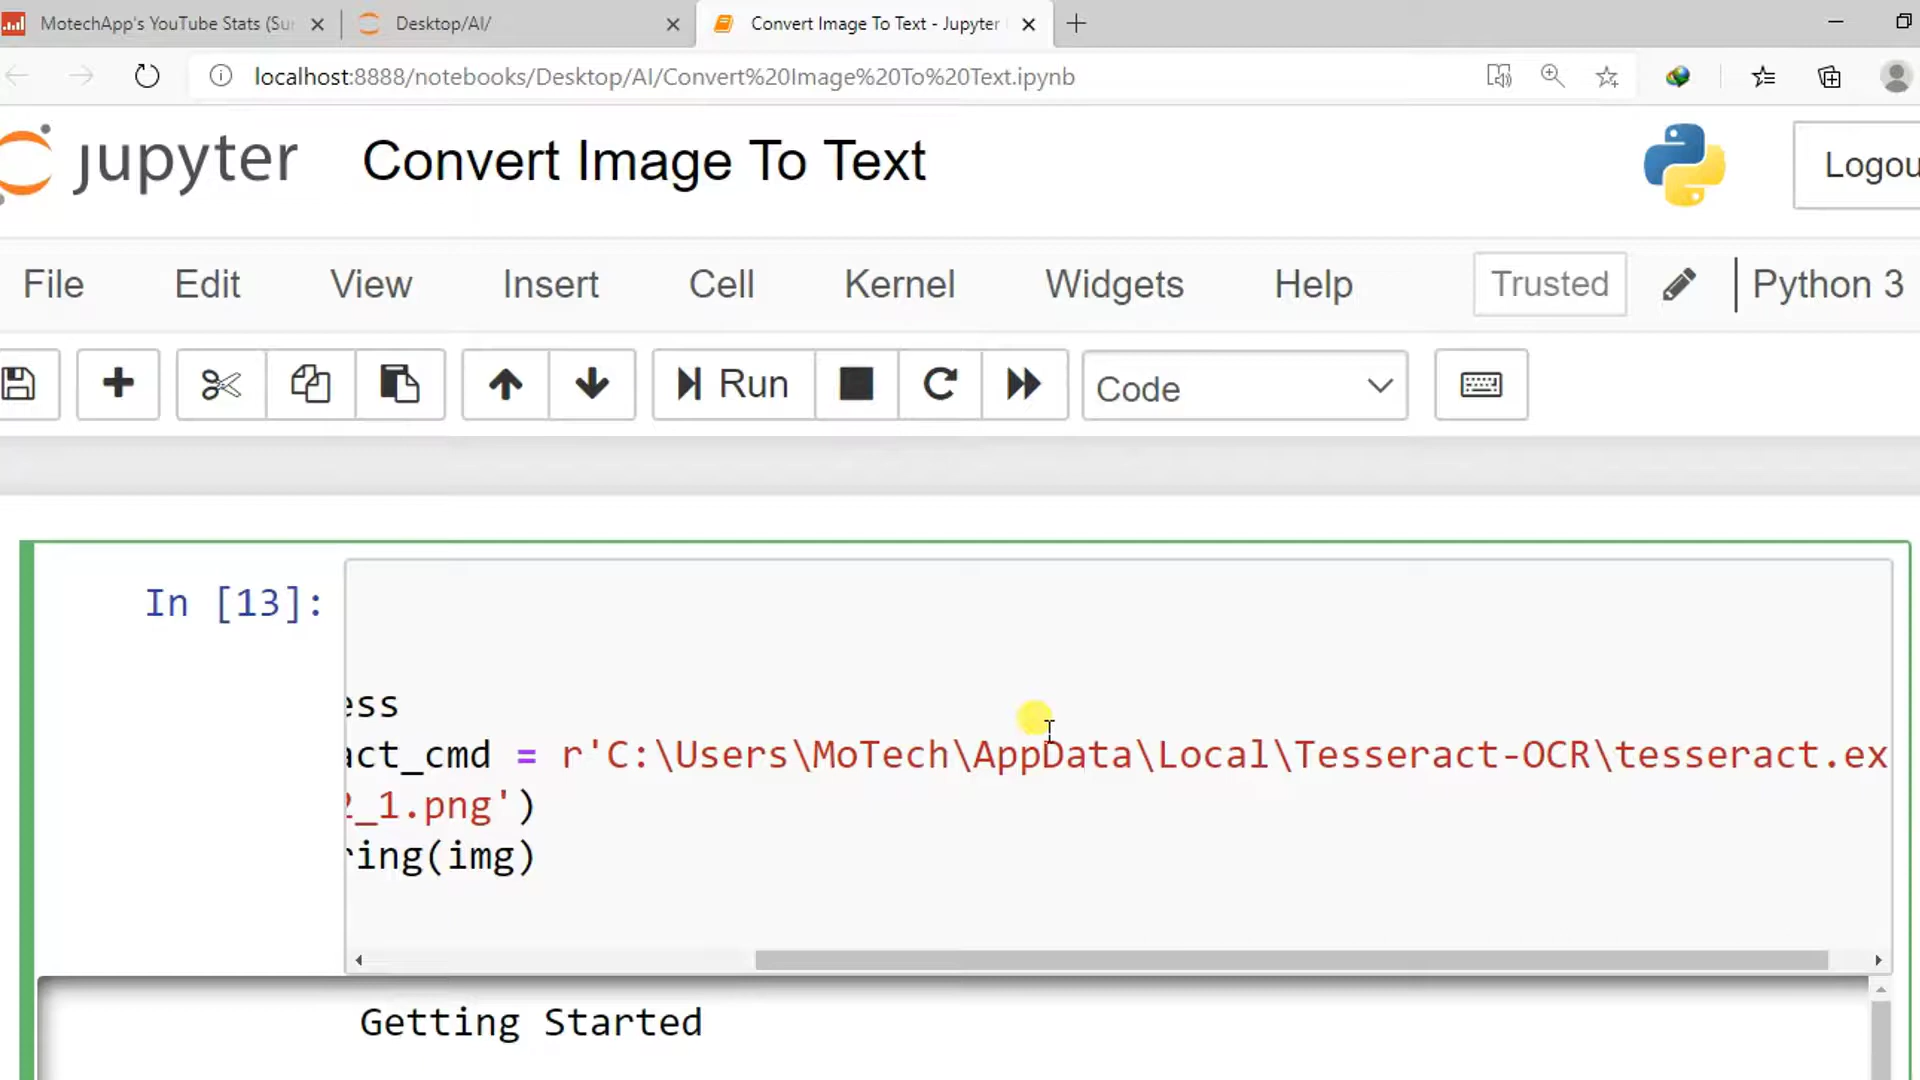 MotechApp's YouTube Stats (Su
Desktop/AI/
Convert Image To Text - Jupyter
localhost:8888/notebooks/Desktop/AI/Convert%20Image%20To%20Text.ipynb
jupyter Convert Image To Text
Logou
File Edit View Insert Cell Kernel Widgets Help Trusted Python 3
Run Code
In [13]:
ess
act_cmd = r'C:\Users\MoTech\AppData\Local\Tesseract-OCR\tesseract.ex
2_1.png')
ring(img)
Getting Started